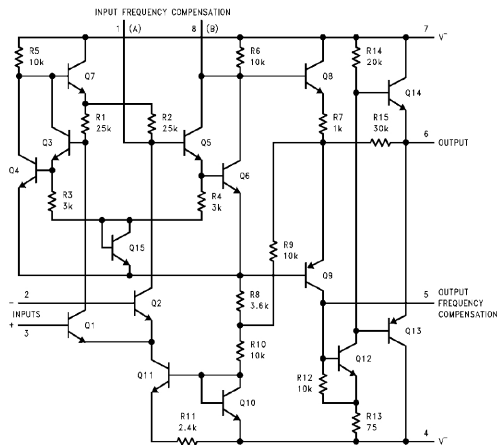 INPUT FREQUENCY COMPENSATION
1 (A)
8 (B)
7 V⁻
R5
10k
Q7
R6
10k
Q8
R14
20k
Q14
R1
25k
R2
25k
Q3
Q5
R7
1k
R15
30k
6 OUTPUT
Q4
Q6
R3
3k
R4
3k
Q15
R9
10k
Q9
2
−
Q2
R8
3.6k
5
OUTPUT
FREQUENCY
COMPENSATION
INPUTS
+
3
Q1
Q13
R10
10k
Q12
Q11
R12
10k
Q10
R11
2.4k
R13
75
4 V⁻